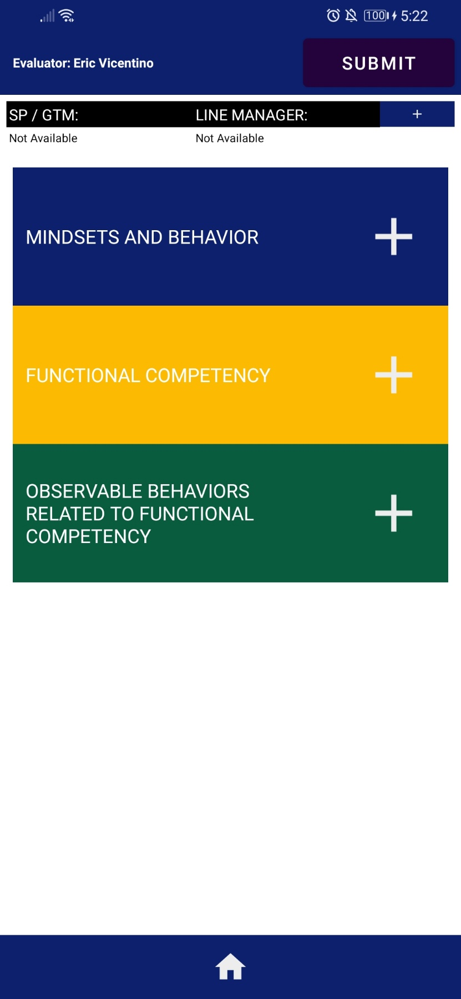 100 5:22
Evaluator: Eric Vicentino
SUBMIT
SP / GTM: LINE MANAGER: +
Not Available Not Available
MINDSETS AND BEHAVIOR
FUNCTIONAL COMPETENCY
OBSERVABLE BEHAVIORS
RELATED TO FUNCTIONAL
COMPETENCY